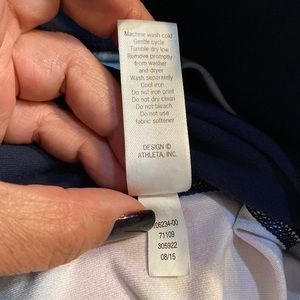 Machine wash cold
Gentle cycle
Tumble dry low
Remove promptly
from washer
and dryer
Wash separately
Cool iron
Do not iron print
Do not dry clean
Do not bleach
Do not use
fabric softener
DESIGN ©
ATHLETA, INC.
06234-00
71109
305922
08/15